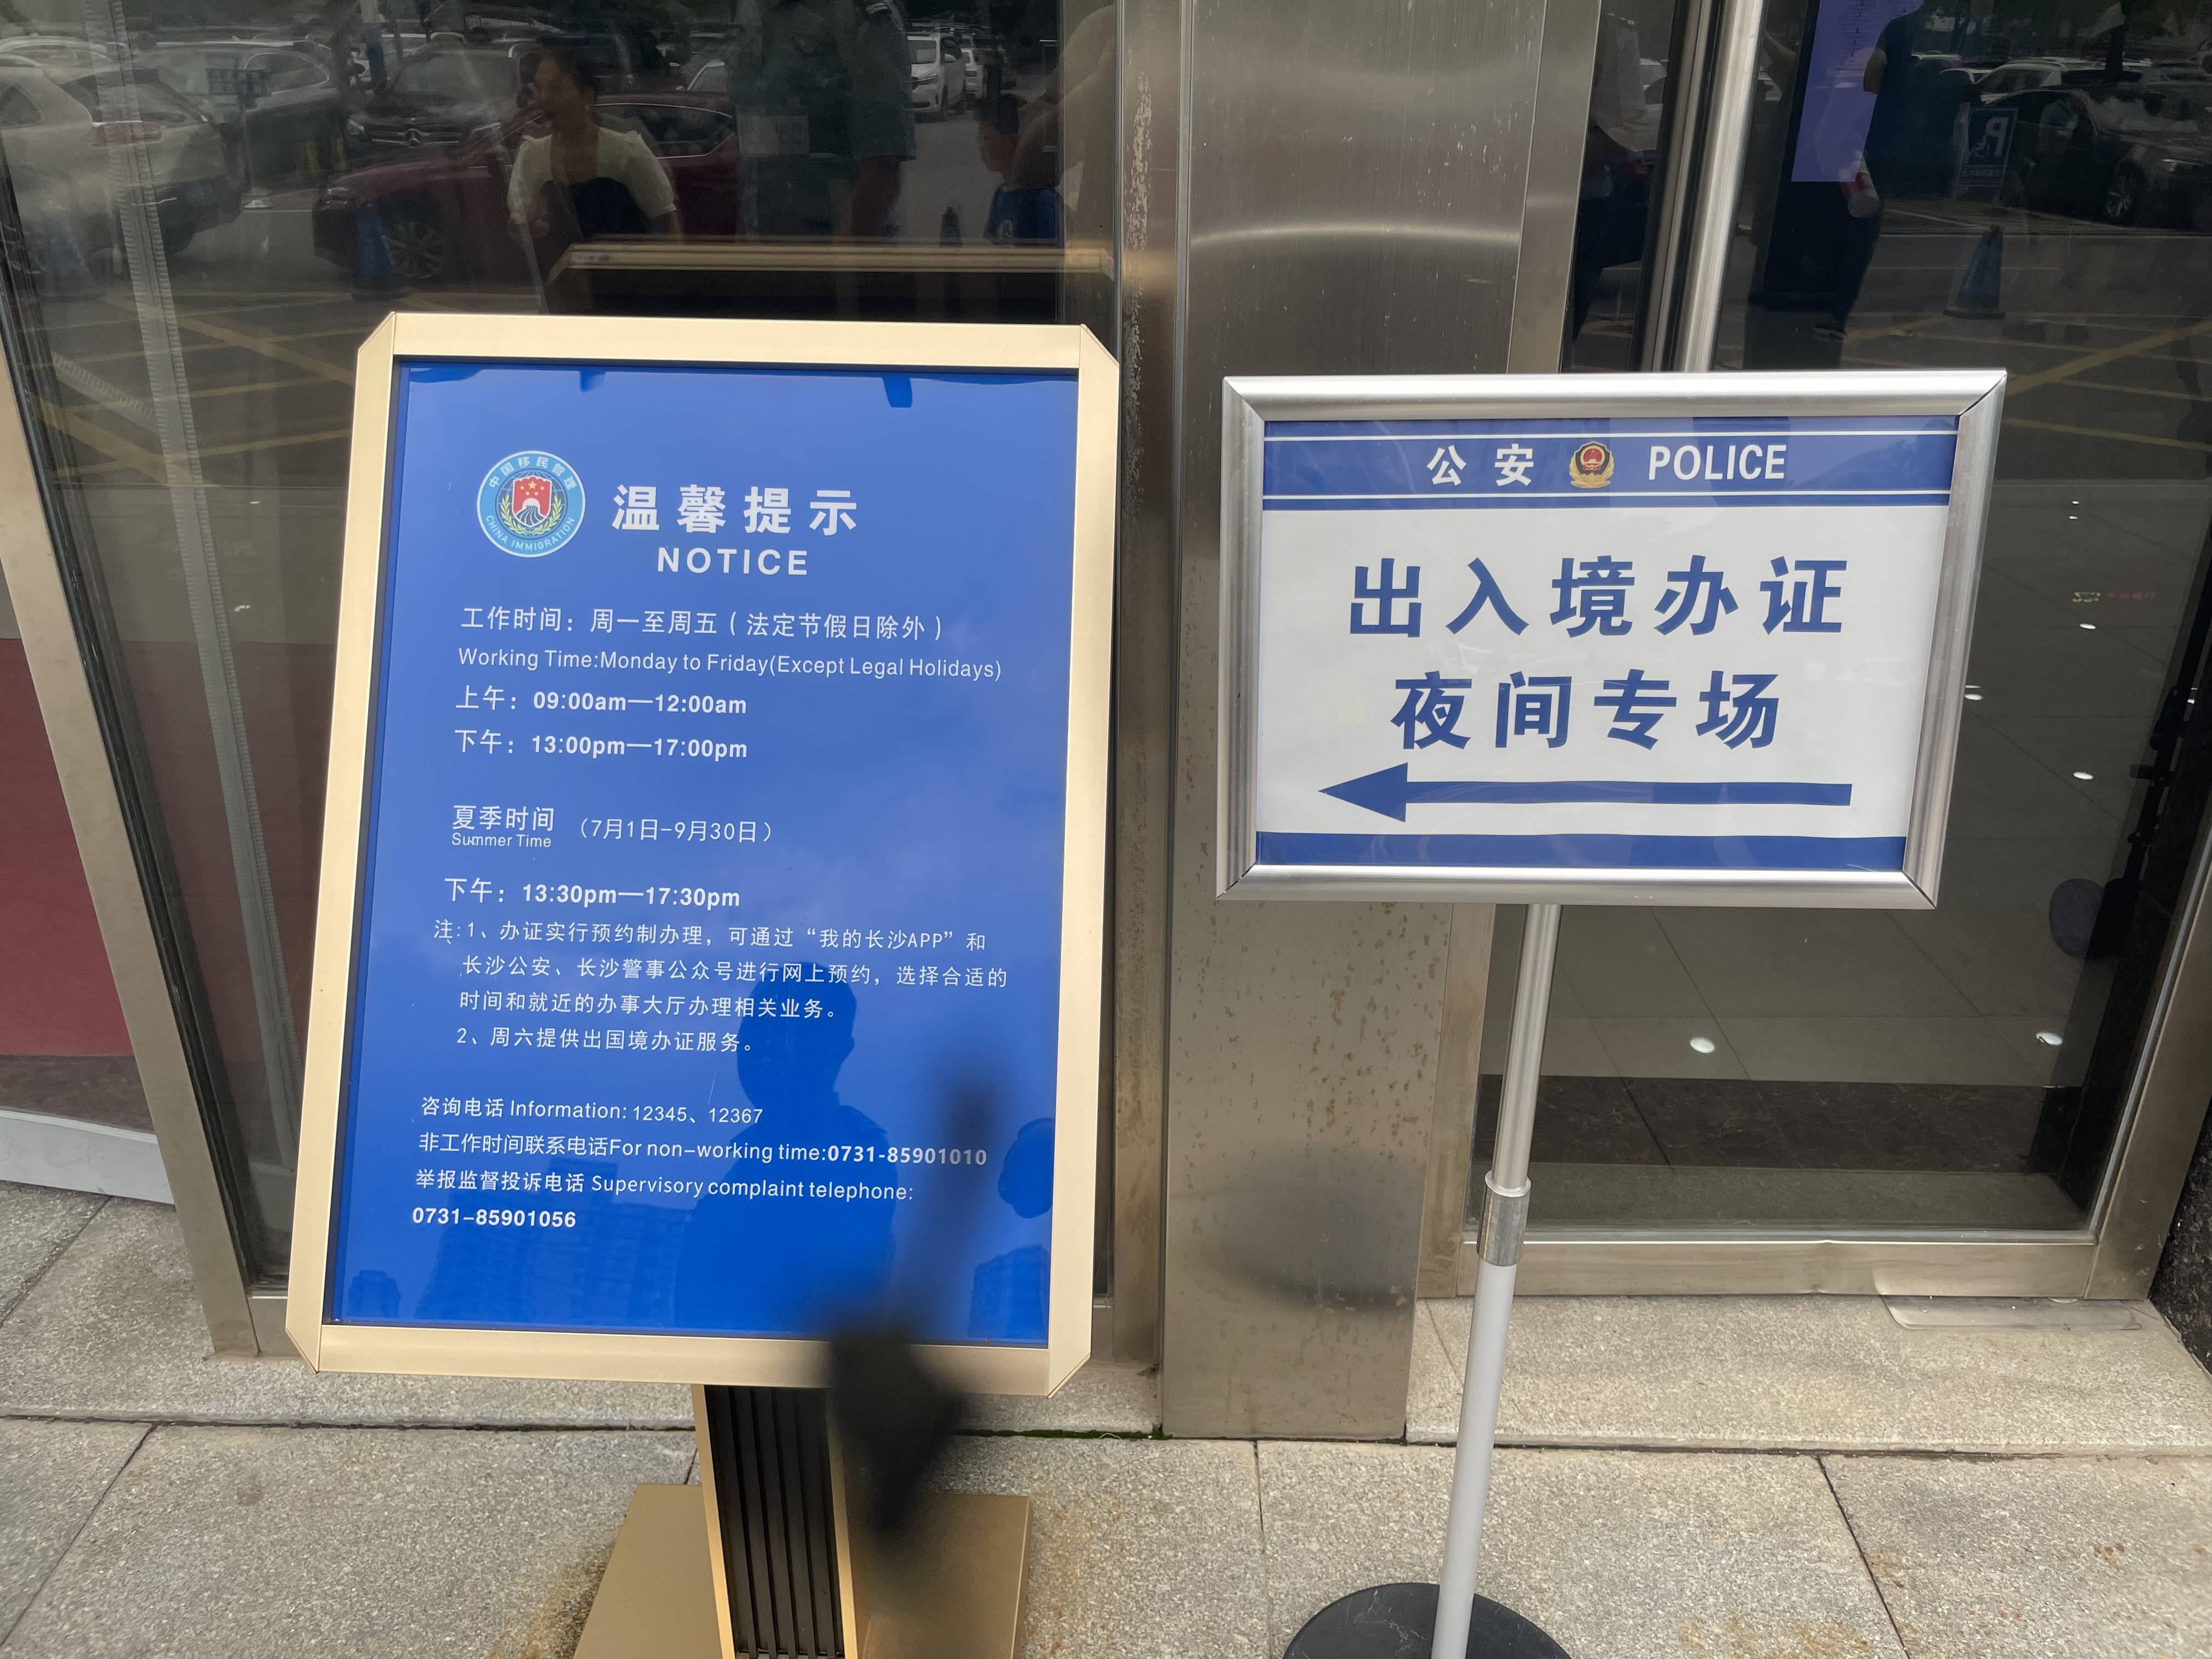 中国移民管理
CHINA IMMIGRATION
温馨提示
NOTICE
工作时间：周一至周五（法定节假日除外）
Working Time:Monday to Friday(Except Legal Holidays)
上午：09:00am—12:00am
下午：13:00pm—17:00pm
夏季时间（7月1日-9月30日）
Summer Time
下午：13:30pm—17:30pm
注:1、办证实行预约制办理，可通过“我的长沙APP”和
长沙公安、长沙警事公众号进行网上预约，选择合适的
时间和就近的办事大厅办理相关业务。
2、周六提供出国境办证服务。
咨询电话 Information: 12345、12367
非工作时间联系电话For non-working time:0731-85901010
举报监督投诉电话 Supervisory complaint telephone:
0731-85901056
公安 POLICE
出入境办证
夜间专场